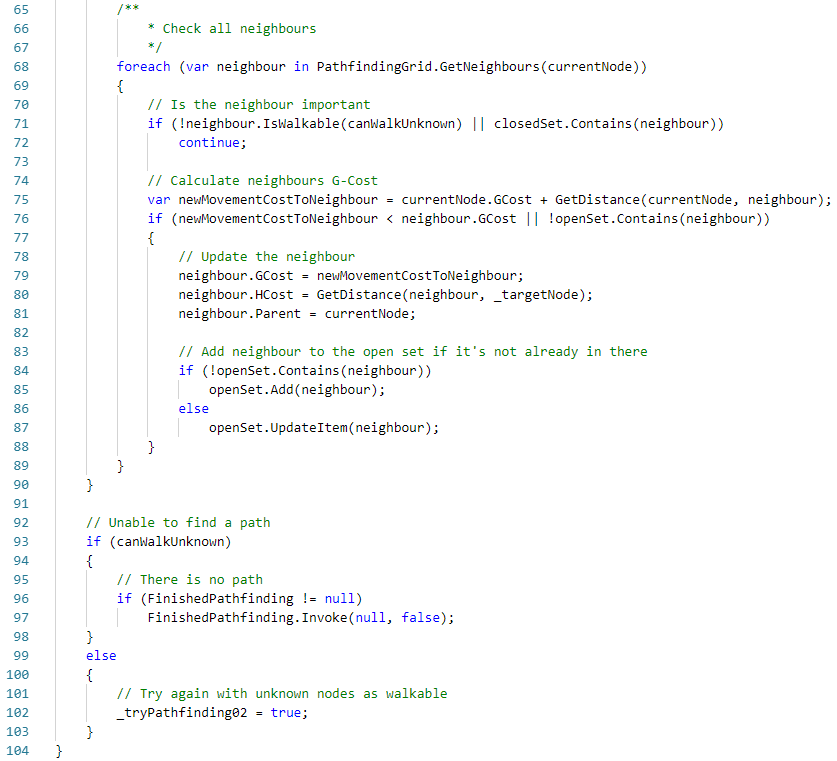 65 /**
66 * Check all neighbours
67 */
68 foreach (var neighbour in PathfindingGrid.GetNeighbours(currentNode))
69 {
70 // Is the neighbour important
71 if (!neighbour.IsWalkable(canWalkUnknown) || closedSet.Contains(neighbour))
72 continue;
73
74 // Calculate neighbours G-Cost
75 var newMovementCostToNeighbour = currentNode.GCost + GetDistance(currentNode, neighbour);
76 if (newMovementCostToNeighbour < neighbour.GCost || !openSet.Contains(neighbour))
77 {
78 // Update the neighbour
79 neighbour.GCost = newMovementCostToNeighbour;
80 neighbour.HCost = GetDistance(neighbour, _targetNode);
81 neighbour.Parent = currentNode;
82
83 // Add neighbour to the open set if it's not already in there
84 if (!openSet.Contains(neighbour))
85 openSet.Add(neighbour);
86 else
87 openSet.UpdateItem(neighbour);
88 }
89 }
90 }
91
92 // Unable to find a path
93 if (canWalkUnknown)
94 {
95 // There is no path
96 if (FinishedPathfinding != null)
97 FinishedPathfinding.Invoke(null, false);
98 }
99 else
100 {
101 // Try again with unknown nodes as walkable
102 _tryPathfinding02 = true;
103 }
104 }